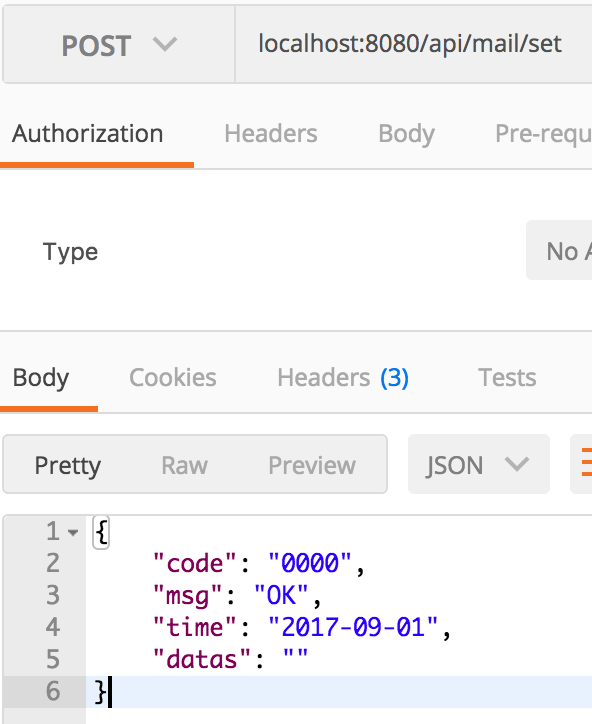 POST localhost:8080/api/mail/set
Authorization Headers Body Pre-requ
Type No A
Body Cookies Headers (3) Tests
Pretty Raw Preview JSON
1 {
2 "code": "0000",
3 "msg": "OK",
4 "time": "2017-09-01",
5 "datas": ""
6 }